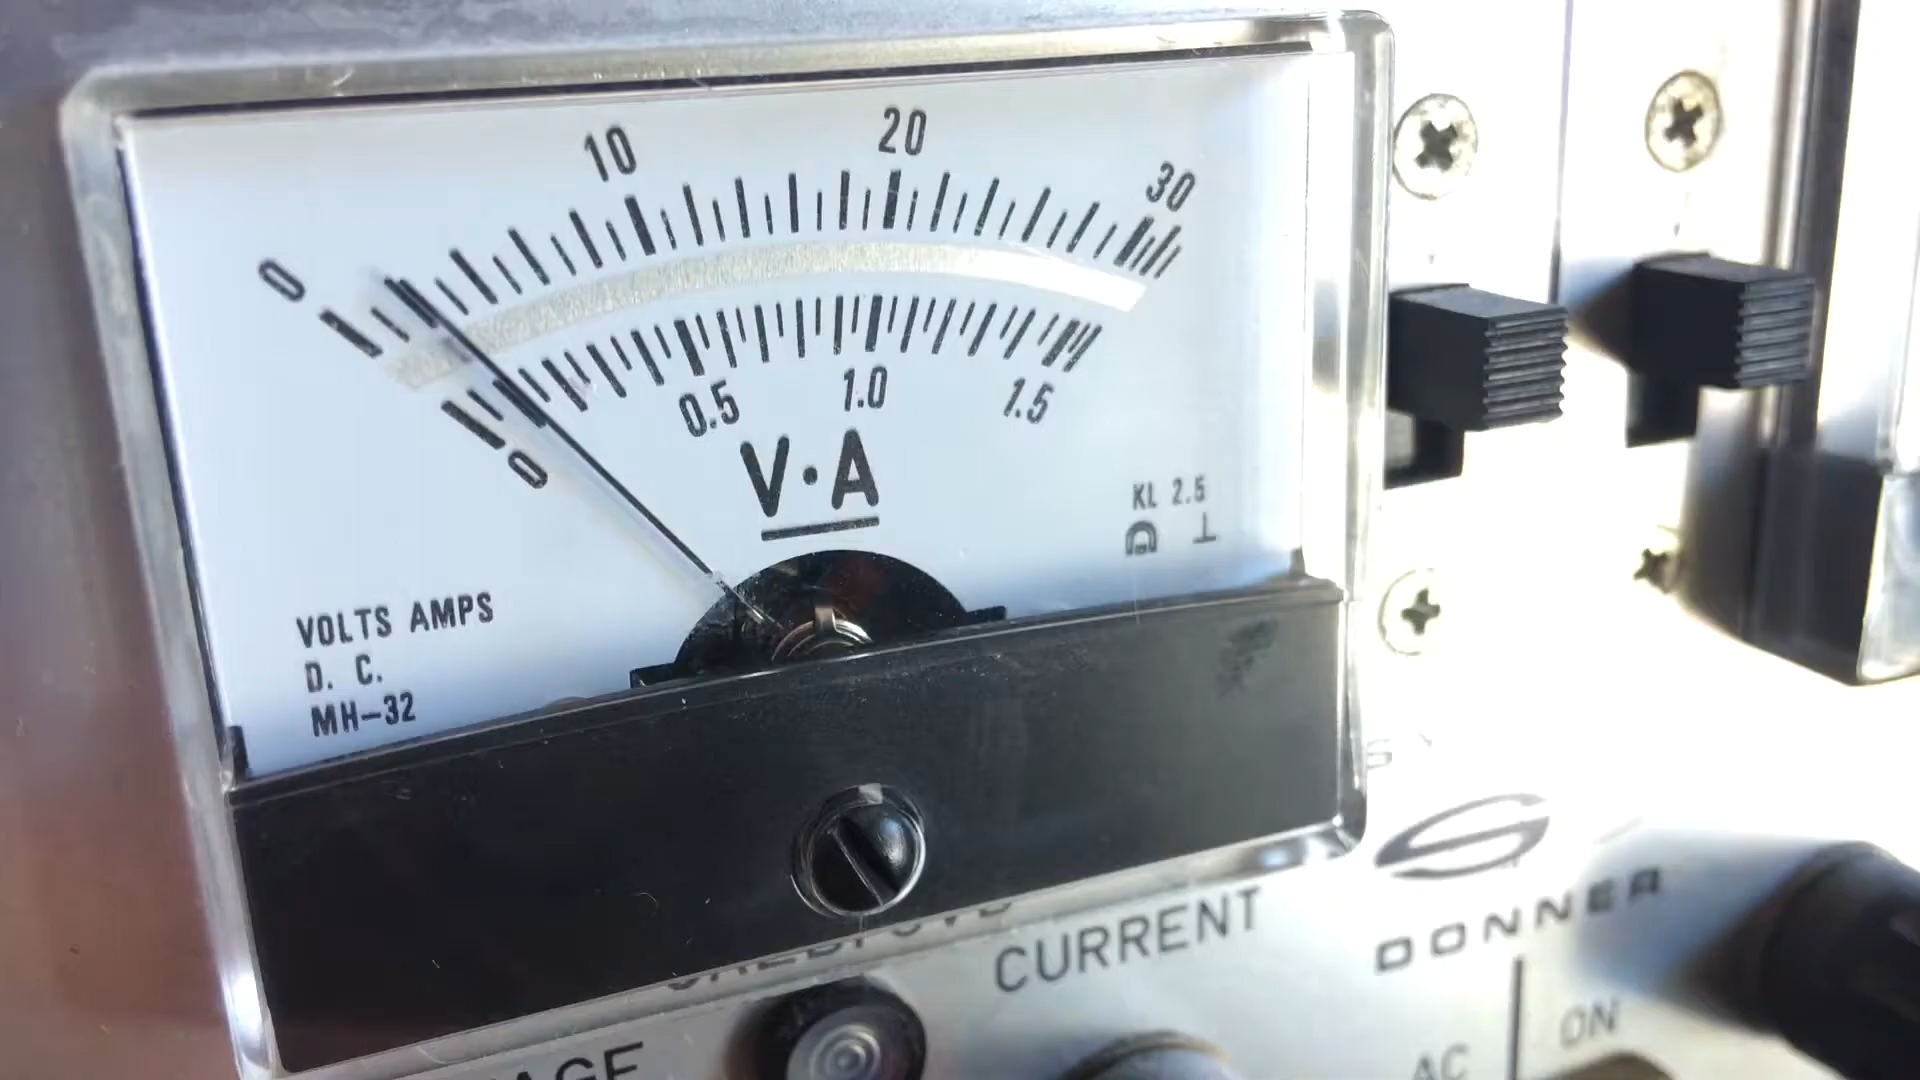 0 10 20 30
0 0.5 1.0 1.5
V·A
KL 2.5
VOLTS AMPS
D. C.
MH-32
CURRENT
DONNER
ON
AC